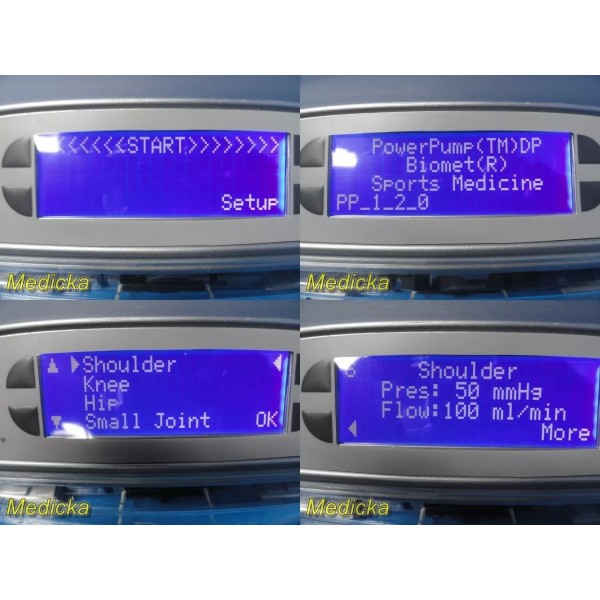 <<<<<<START>>>>>>>>
Setup
Medicka
PowerPump(TM)DP
Biomet(R)
Sports Medicine
PP_1_2_0
Medicka
▲ ▶Shoulder ◀
Knee
Hip
▼ Small Joint OK
Medicka
S Shoulder
Pres: 50 mmHg
Flow:100 ml/min
◀ More
Medicka